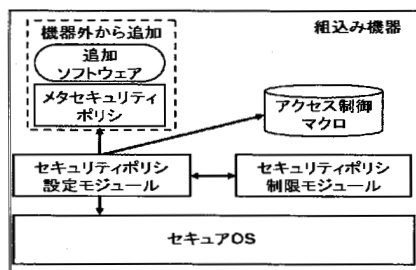 機器外から追加
組込み機器
追加
ソフトウェア
メタセキュリティ
ポリシ
アクセス制御
マクロ
セキュリティポリシ
設定モジュール
セキュリティポリシ
制限モジュール
セキュアOS